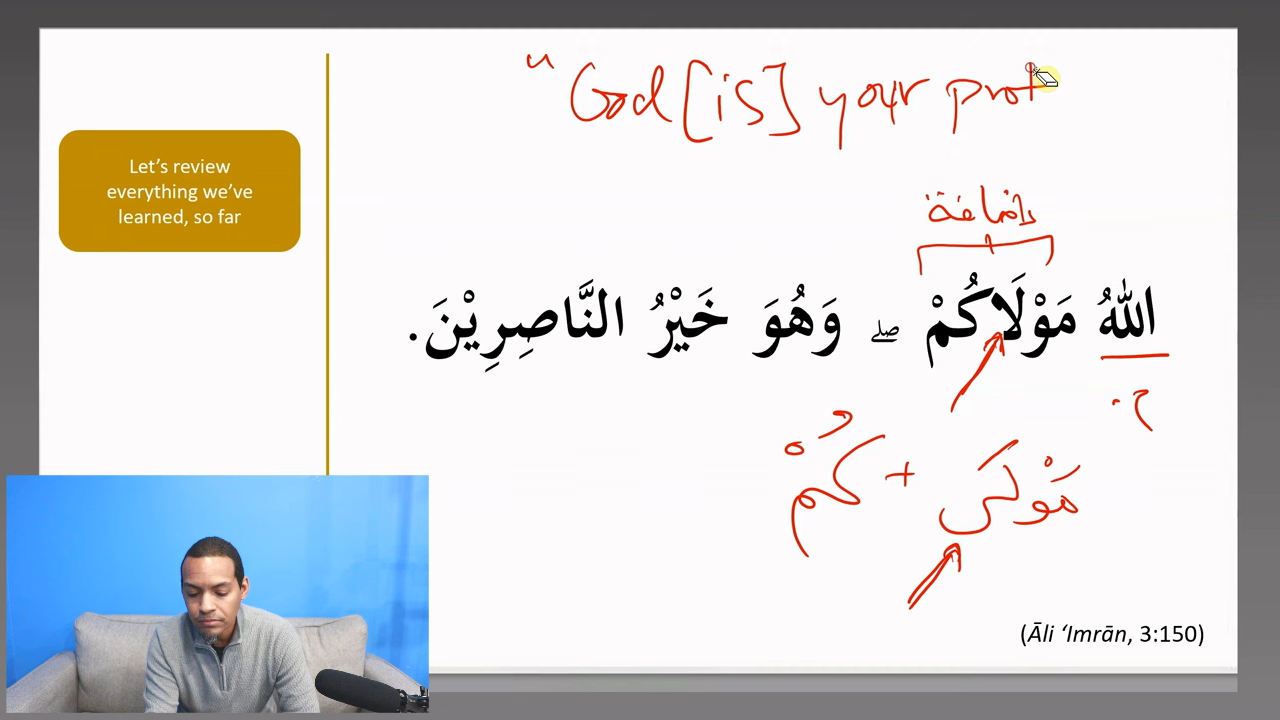 “God [is] your prot
Let’s review
everything we’ve
learned, so far
إضافة
اللهُ مَوْلَاكُمْ ۖ وَهُوَ خَيْرُ النَّاصِرِيْنَ.
مَوْلَى + كُمْ
(Āli ‘Imrān, 3:150)